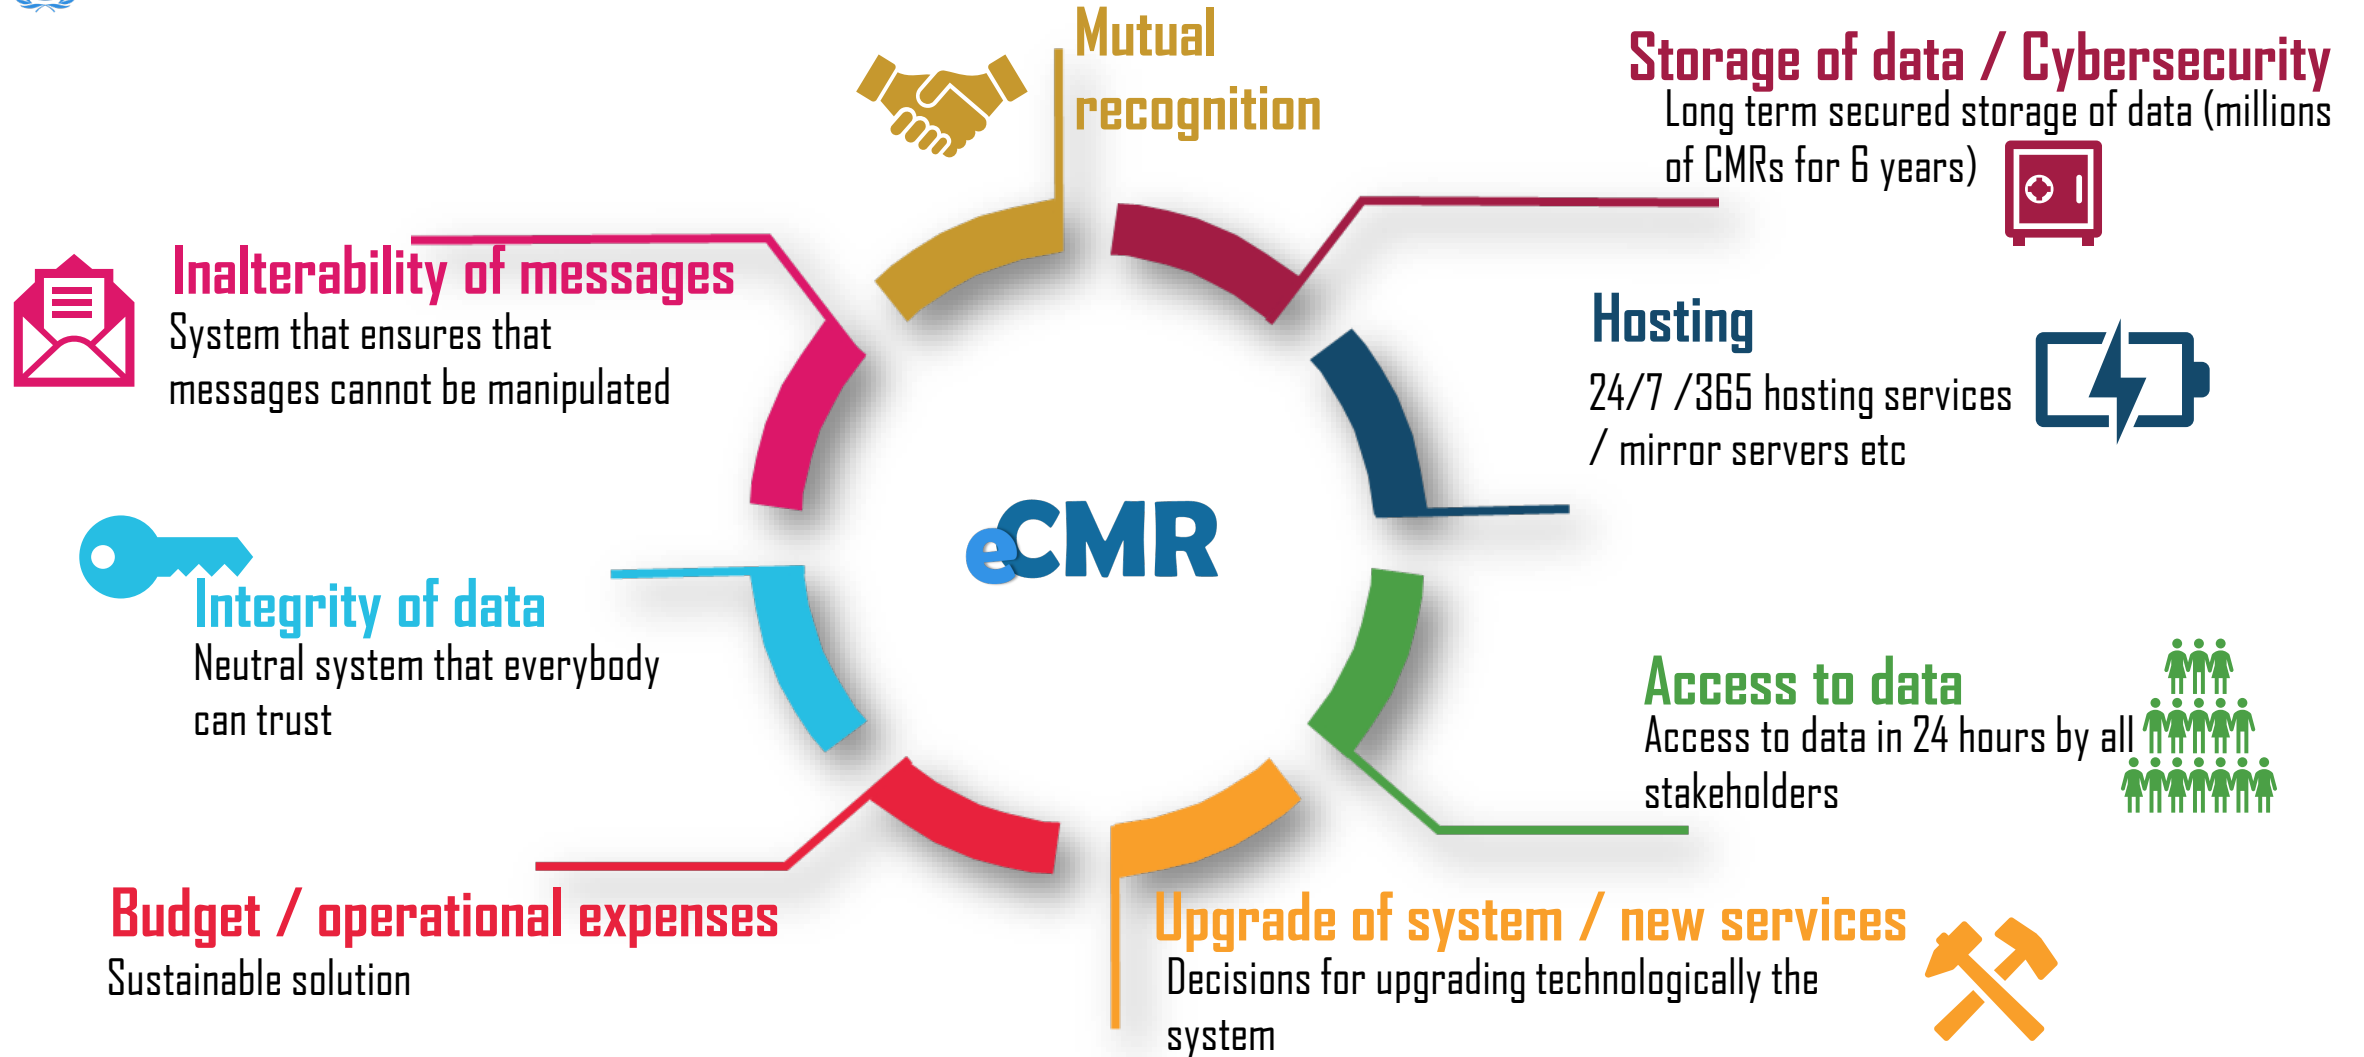 Mutual
recognition
Storage of data / Cybersecurity
Long term secured storage of data (millions
of CMRs for 6 years)
Inalterability of messages
System that ensures that
messages cannot be manipulated
Hosting
24/7 /365 hosting services
/ mirror servers etc
eCMR
Integrity of data
Neutral system that everybody
can trust
Access to data
Access to data in 24 hours by all
stakeholders
Budget / operational expenses
Sustainable solution
Upgrade of system / new services
Decisions for upgrading technologically the
system